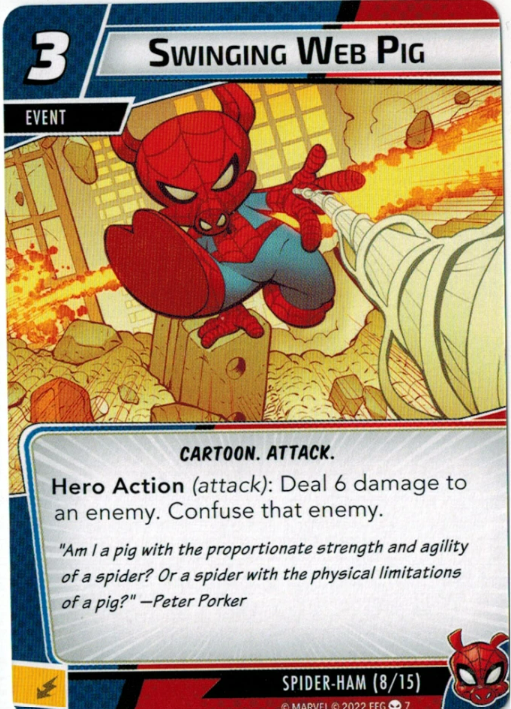 3
SWINGING WEB PIG
EVENT
CARTOON. ATTACK.
Hero Action (attack): Deal 6 damage to
an enemy. Confuse that enemy.
"Am I a pig with the proportionate strength and agility
of a spider? Or a spider with the physical limitations
of a pig?" —Peter Porker
SPIDER-HAM (8/15)
© MARVEL © 2022 FFG 7